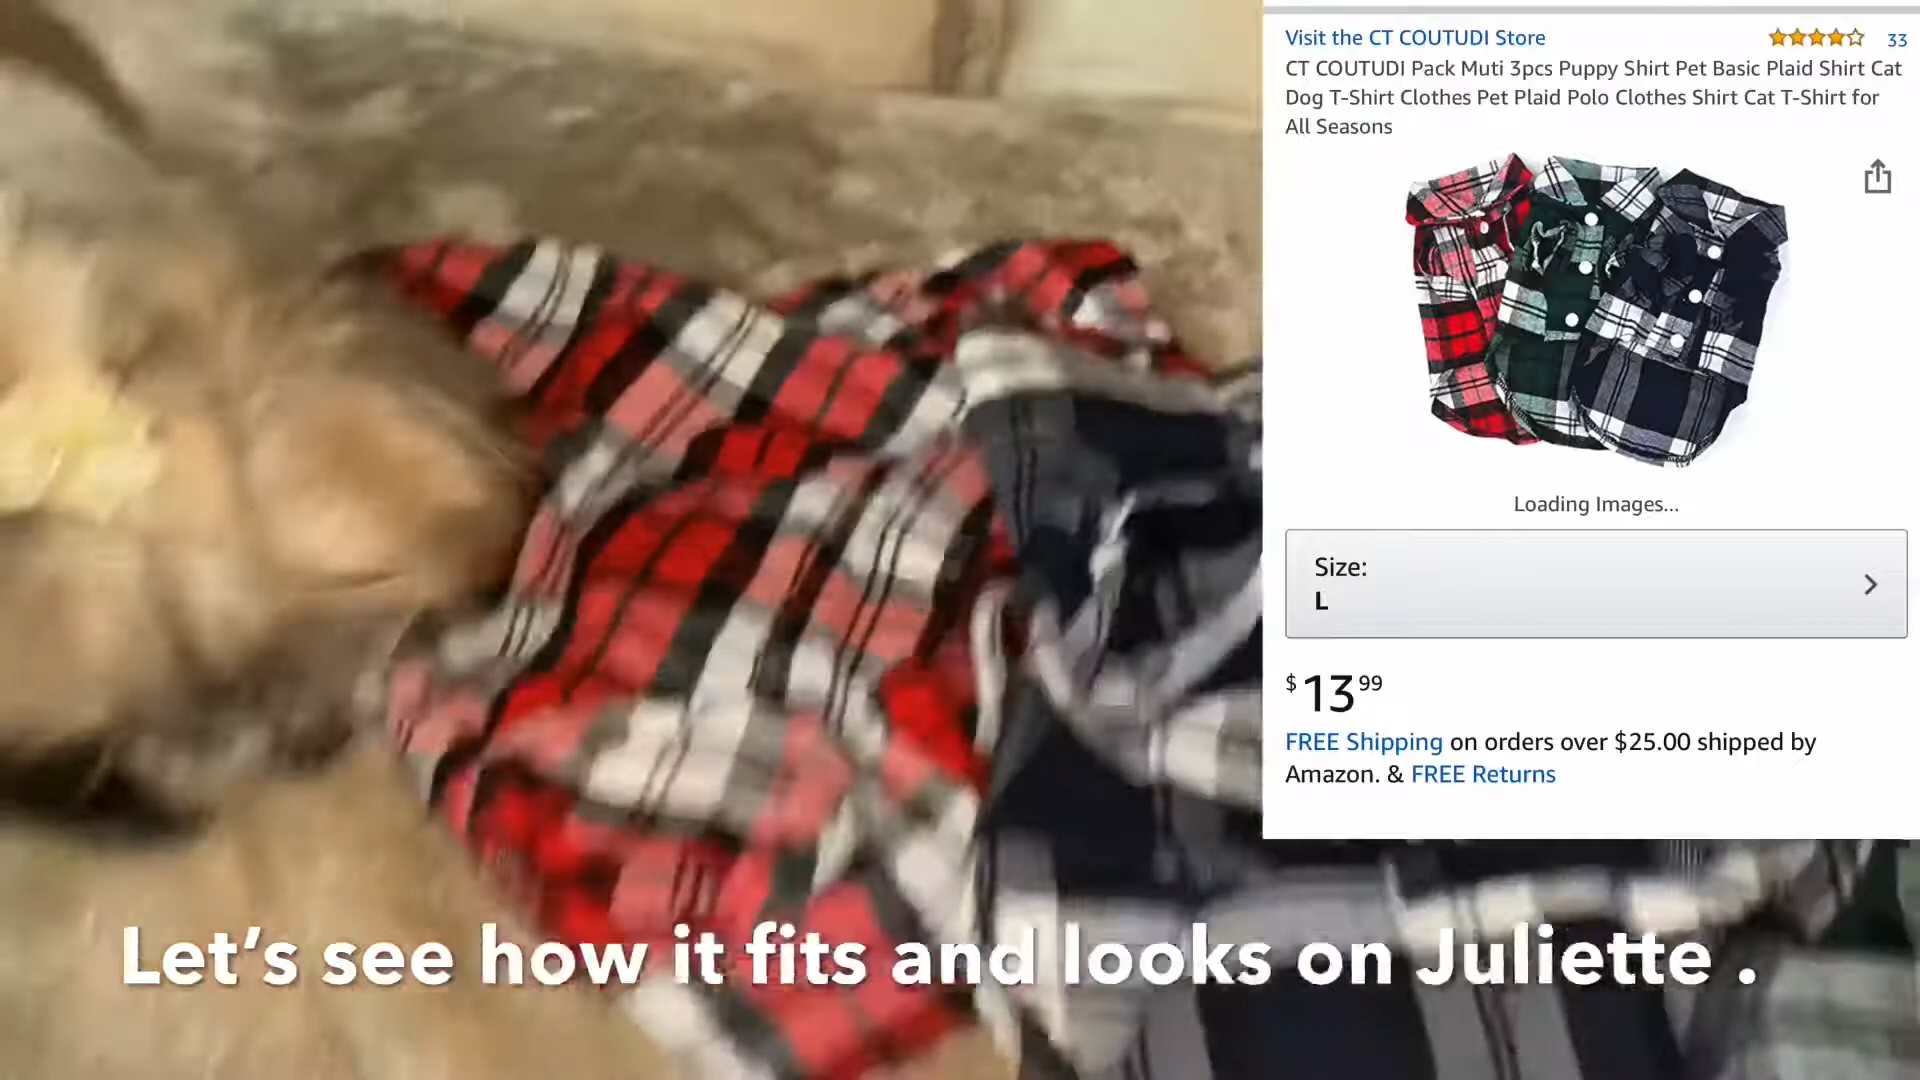 Visit the CT COUTUDI Store
33
CT COUTUDI Pack Muti 3pcs Puppy Shirt Pet Basic Plaid Shirt Cat
Dog T-Shirt Clothes Pet Plaid Polo Clothes Shirt Cat T-Shirt for
All Seasons
Loading Images...
Size:
L
$13 99
FREE Shipping on orders over $25.00 shipped by
Amazon. & FREE Returns
Let's see how it fits and looks on Juliette .